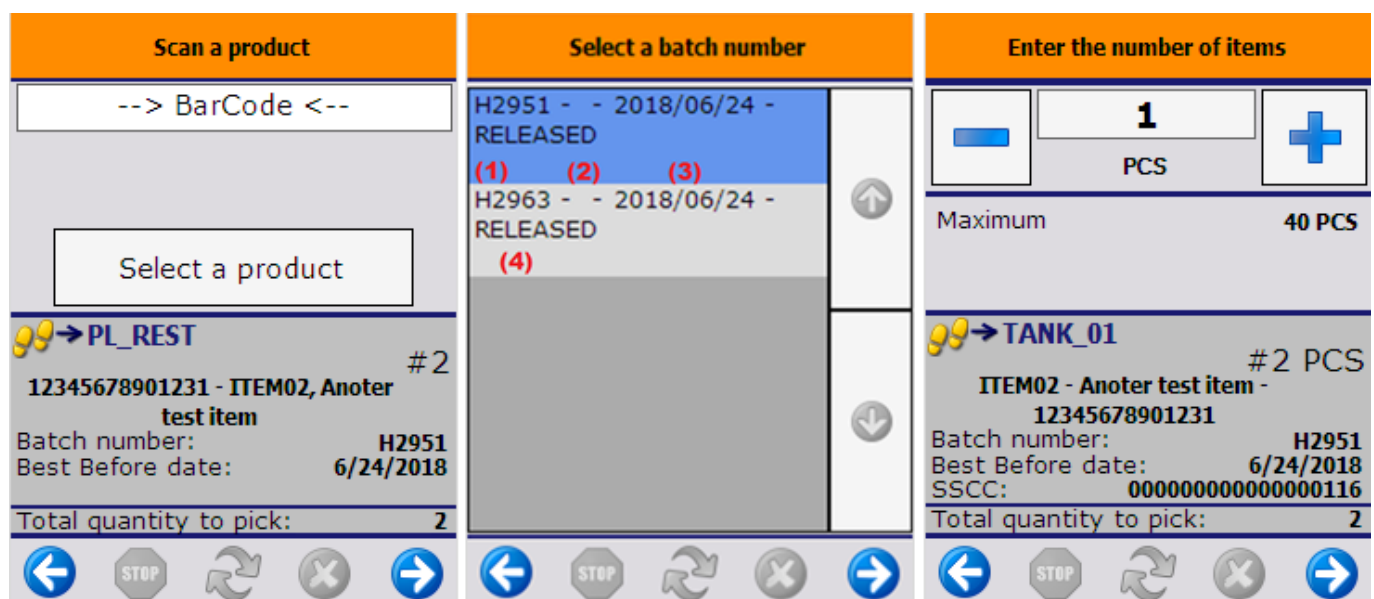 Scan a product
--> BarCode <--
Select a product
PL_REST
#2
12345678901231 - ITEM02, Anoter
test item
Batch number: H2951
Best Before date: 6/24/2018
Total quantity to pick: 2
STOP
Select a batch number
H2951 - - 2018/06/24 -
RELEASED
(1) (2) (3)
H2963 - - 2018/06/24 -
RELEASED
(4)
STOP
Enter the number of items
1
PCS
Maximum 40 PCS
TANK_01
#2 PCS
ITEM02 - Anoter test item -
12345678901231
Batch number: H2951
Best Before date: 6/24/2018
SSCC: 000000000000000116
Total quantity to pick: 2
STOP